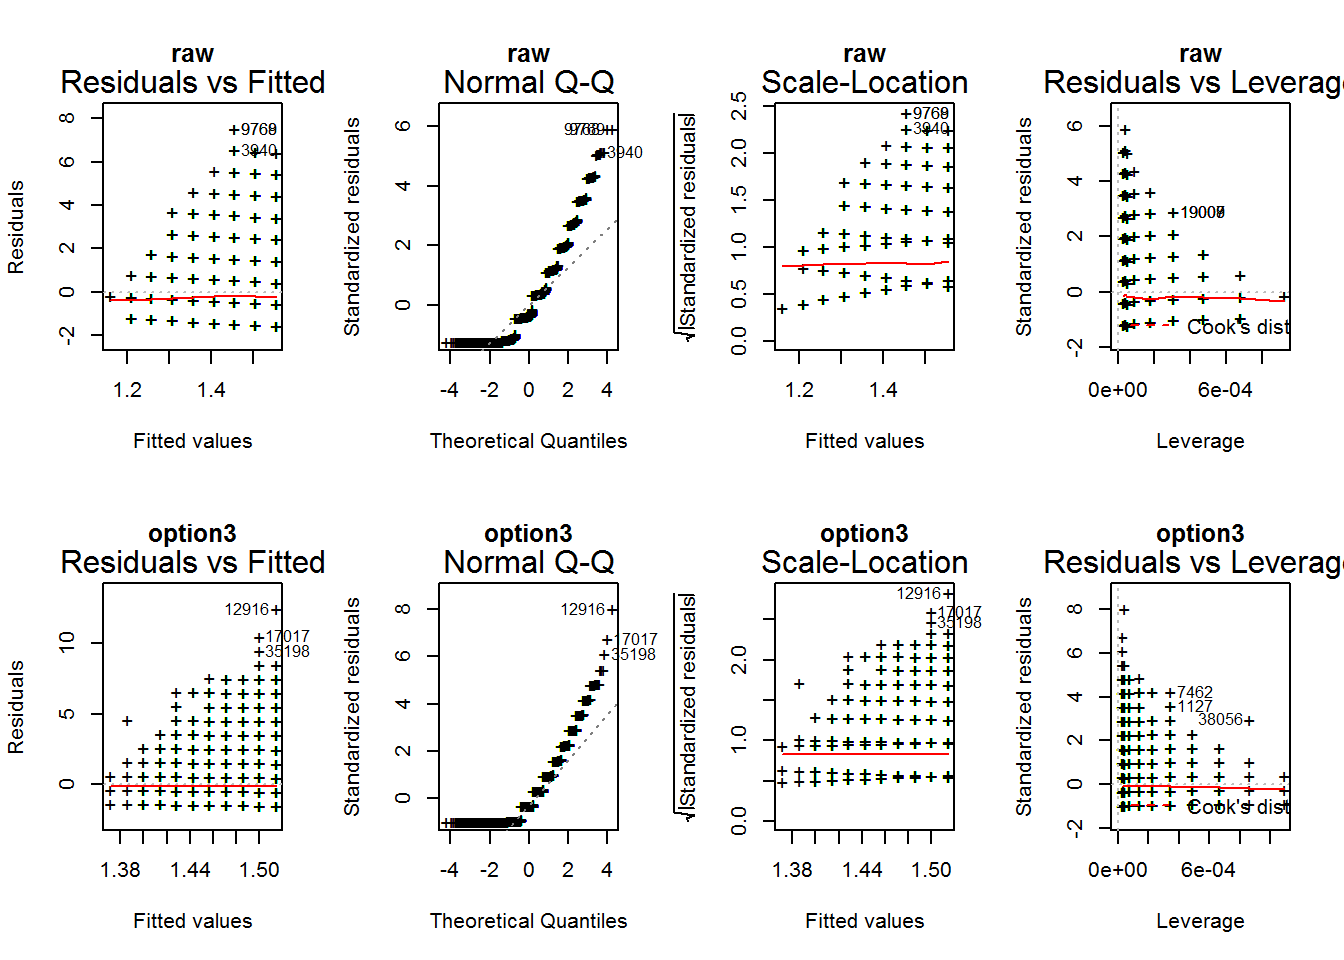 raw
Residuals vs Fitted
Residuals
8
6
4
2
0
-2
9769
3940
1.2
1.4
Fitted values
raw
Normal Q-Q
Standardized residuals
6
4
2
0
3940
-4
-2
0
2
4
Theoretical Quantiles
raw
Scale-Location
√|Standardized residuals|
2.5
2.0
1.5
1.0
0.5
0.0
9769
3940
1.2
1.4
Fitted values
raw
Residuals vs Leverage
Standardized residuals
6
4
2
0
-2
Cook's dist
0e+00
6e-04
Leverage
option3
Residuals vs Fitted
Residuals
10
5
0
12916
17017
35198
1.38
1.44
1.50
Fitted values
option3
Normal Q-Q
Standardized residuals
8
6
4
2
0
12916
17017
35198
-4
-2
0
2
4
Theoretical Quantiles
option3
Scale-Location
√|Standardized residuals|
2.0
1.0
0.0
12916
17017
35198
1.38
1.44
1.50
Fitted values
option3
Residuals vs Leverage
Standardized residuals
8
6
4
2
0
-2
7462
1127
38056
Cook's dist
0e+00
6e-04
Leverage